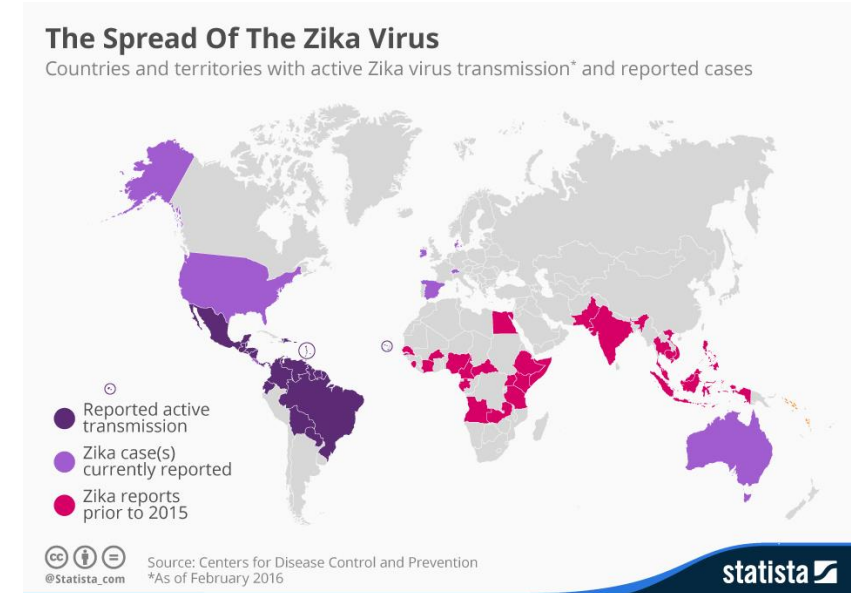 The Spread Of The Zika Virus
Countries and territories with active Zika virus transmission* and reported cases
Reported active
transmission
Zika case(s)
currently reported
Zika reports
prior to 2015
cc
@Statista_com
Source: Centers for Disease Control and Prevention
*As of February 2016
statista